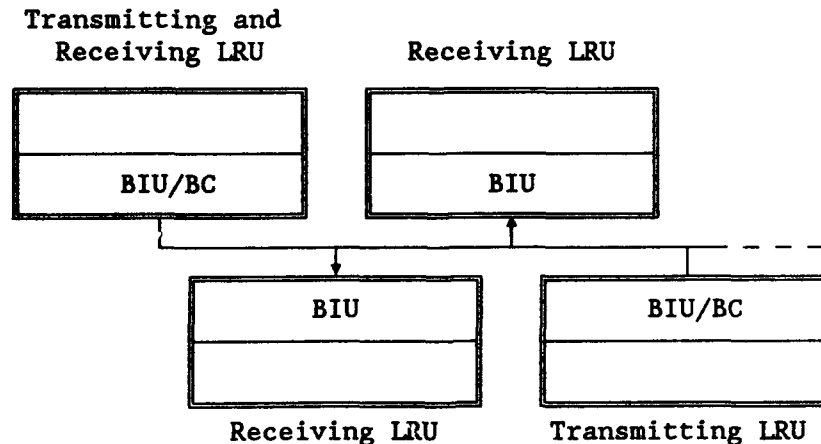 Transmitting and
Receiving LRU
Receiving LRU
BIU/BC
BIU
BIU
BIU/BC
Receiving LRU
Transmitting LRU